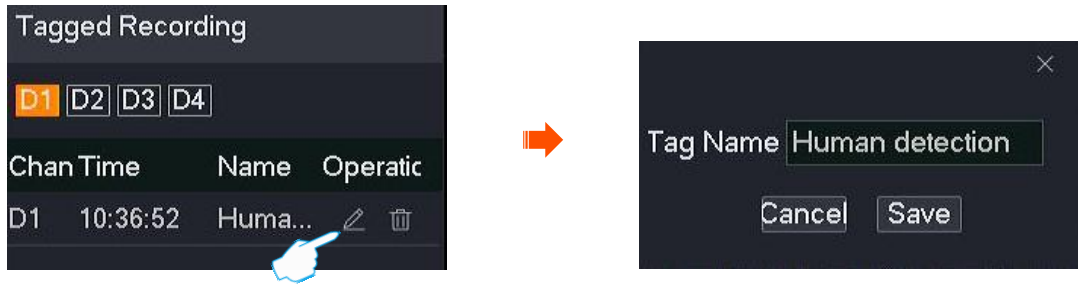 Tagged Recording
D1 D2 D3 D4
Chan Time Name Operatic
D1 10:36:52 Huma...
Tag Name Human detection
Cancel Save